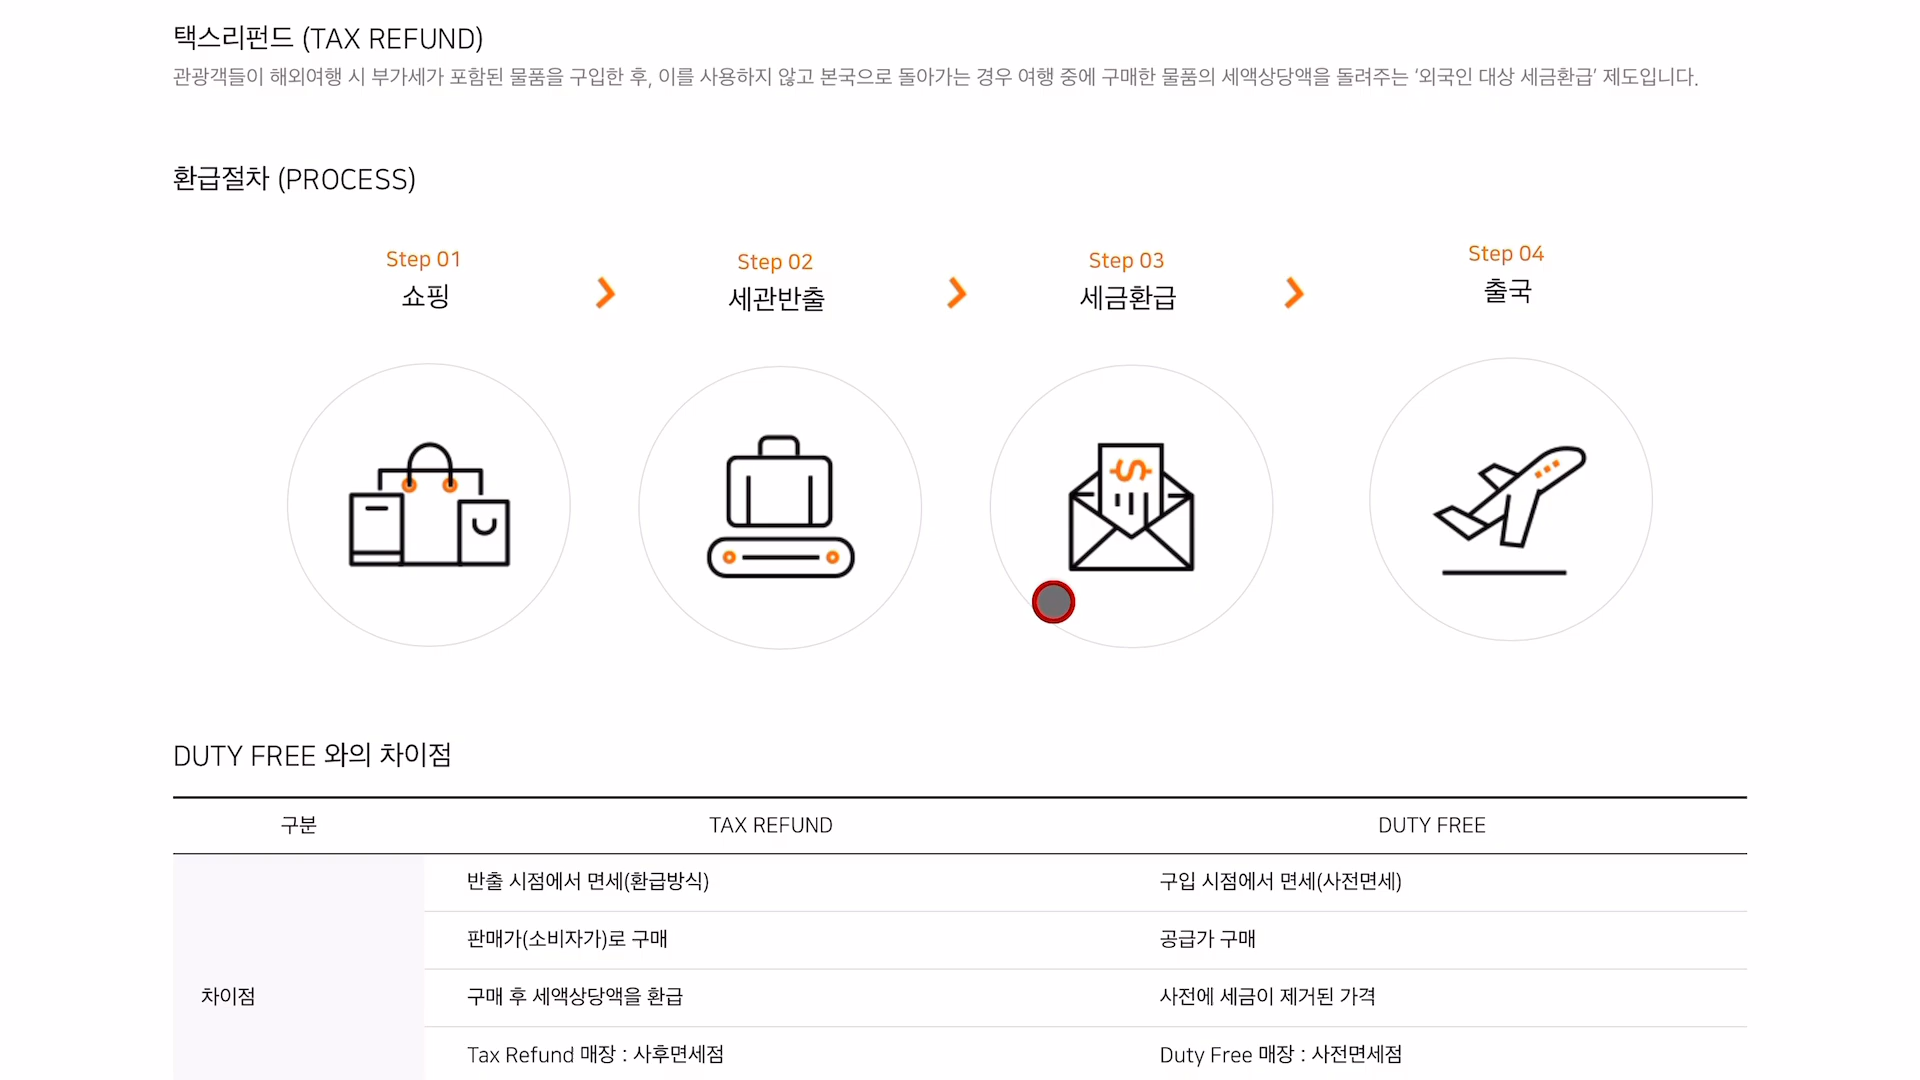 택스리펀드 (TAX REFUND)
관광객들이 해외여행 시 부가세가 포함된 물품을 구입한 후, 이를 사용하지 않고 본국으로 돌아가는 경우 여행 중에 구매한 물품의 세액상당액을 돌려주는 ‘외국인 대상 세금환급’ 제도입니다.
환급절차 (PROCESS)
Step 01
쇼핑
Step 02
세관반출
Step 03
세금환급
Step 04
출국
DUTY FREE 와의 차이점
구분 TAX REFUND DUTY FREE
반출 시점에서 면세(환급방식) 구입 시점에서 면세(사전면세)
판매가(소비자가)로 구매 공급가 구매
차이점 구매 후 세액상당액을 환급 사전에 세금이 제거된 가격
Tax Refund 매장 : 사후면세점 Duty Free 매장 : 사전면세점